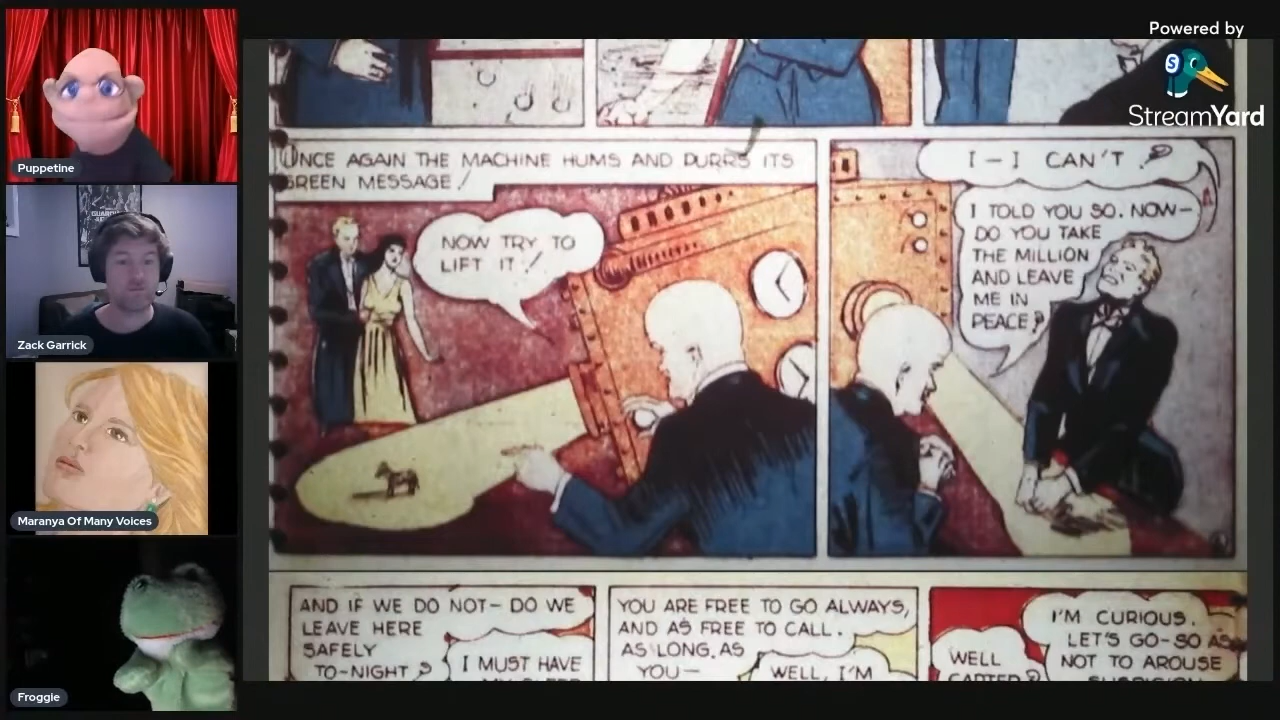 Powered by
StreamYard
Puppetine
Zack Garrick
GUARDI
Maranya Of Many Voices
Froggie
ONCE AGAIN THE MACHINE HUMS AND PURRS ITS
GREEN MESSAGE!
NOW TRY TO
LIFT IT!
I-I CAN'T!
I TOLD YOU SO. NOW-
DO YOU TAKE
THE MILLION
AND LEAVE
ME IN
PEACE?
AND IF WE DO NOT- DO WE
LEAVE HERE
SAFELY
TO-NIGHT?
I MUST HAVE
YOU ARE FREE TO GO ALWAYS,
AND AS FREE TO CALL.
AS LONG, AS
YOU-
WELL, I'M
WELL
CARTER?
I'M CURIOUS.
LET'S GO-SO AS
NOT TO AROUSE
SUSPICION